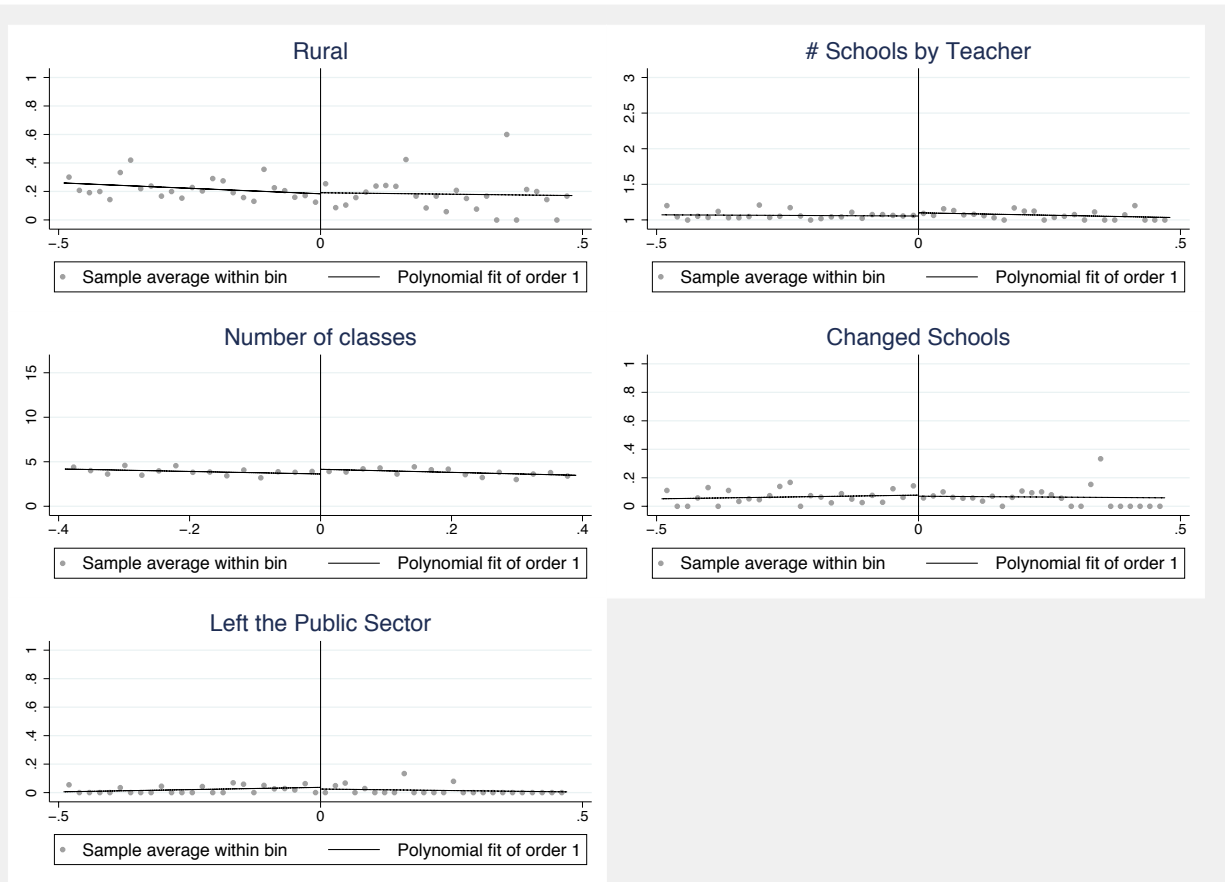 Rural
1
.8
.6
.4
.2
0
−.5 0 .5
Sample average within bin Polynomial fit of order 1
# Schools by Teacher
3
2.5
2
1.5
1
−.5 0 .5
Sample average within bin Polynomial fit of order 1
Number of classes
15
10
5
0
−.4 −.2 0 .2 .4
Sample average within bin Polynomial fit of order 1
Changed Schools
1
.8
.6
.4
.2
0
−.5 0 .5
Sample average within bin Polynomial fit of order 1
Left the Public Sector
1
.8
.6
.4
.2
0
−.5 0 .5
Sample average within bin Polynomial fit of order 1